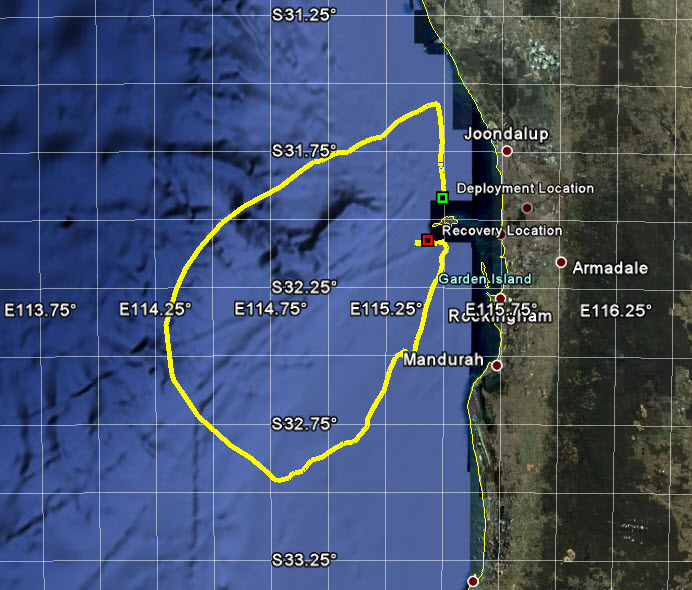 S31.25°
Joondalup
S31.75°
Deployment Location
Recovery Location
Armadale
Garden Island
S32.25°
E113.75°
E114.25°
E114.75°
E115.25°
E115.75°
E116.25°
Rockingham
Mandurah
S32.75°
S33.25°